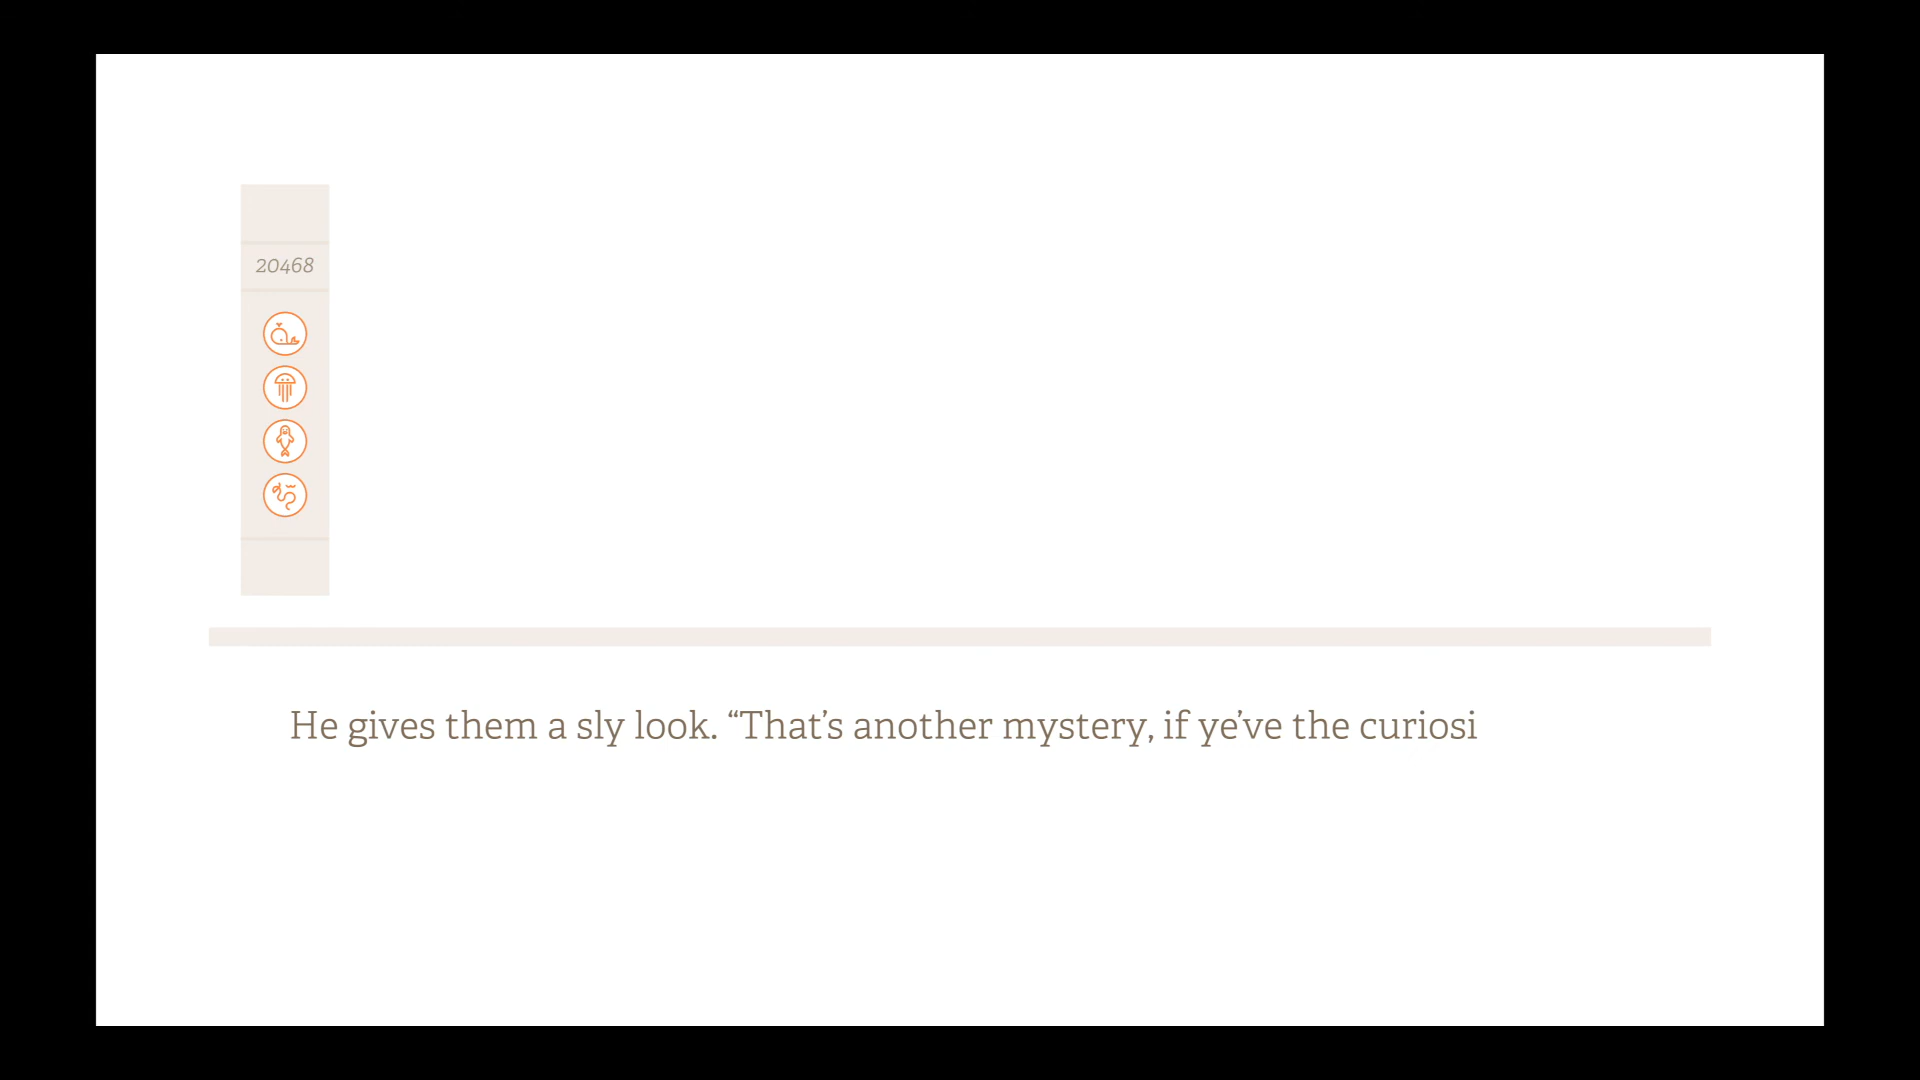 20468
He gives them a sly look. “That’s another mystery, if ye’ve the curiosi